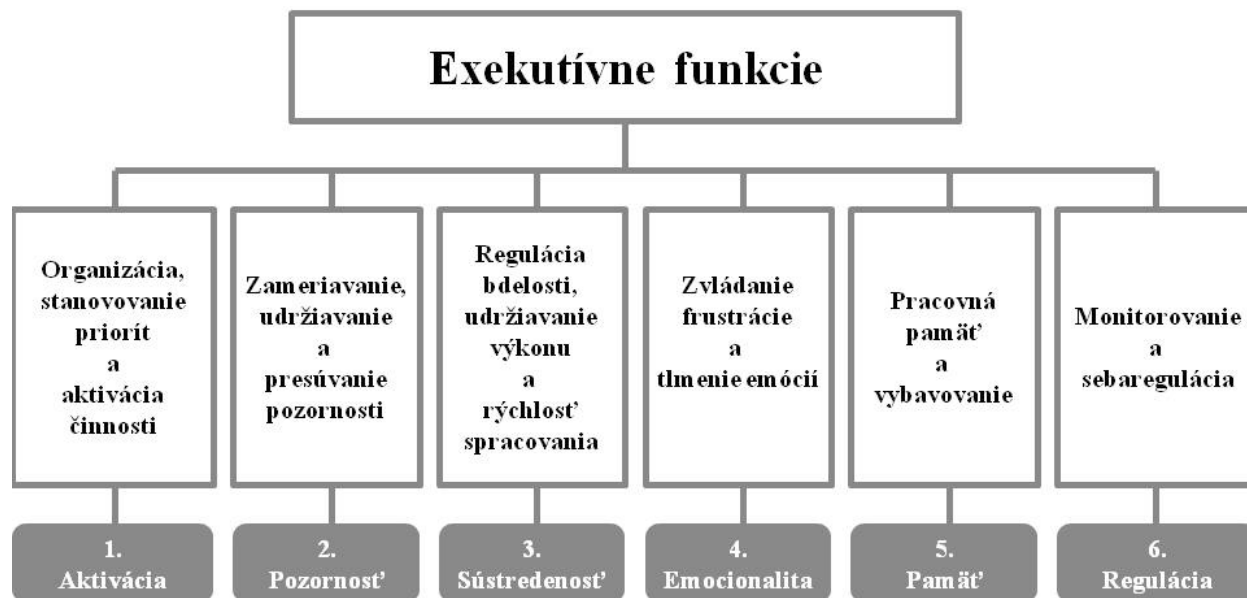 Exekutívne funkcie
Organizácia,
stanovovanie
priorít
a
aktivácia
činnosti
Zameriavanie,
udržiavanie
a
presúvanie
pozornosti
Regulácia
bdelosti,
udržiavanie
výkonu
a
rýchlosť
spracovania
Zvládanie
frustrácie
a
tlmenie emócií
Pracovná
pamäť
a
vybavovanie
Monitorovanie
a
sebaregulácia
1.
Aktivácia
2.
Pozornosť
3.
Sústredenosť
4.
Emocionalita
5.
Pamäť
6.
Regulácia